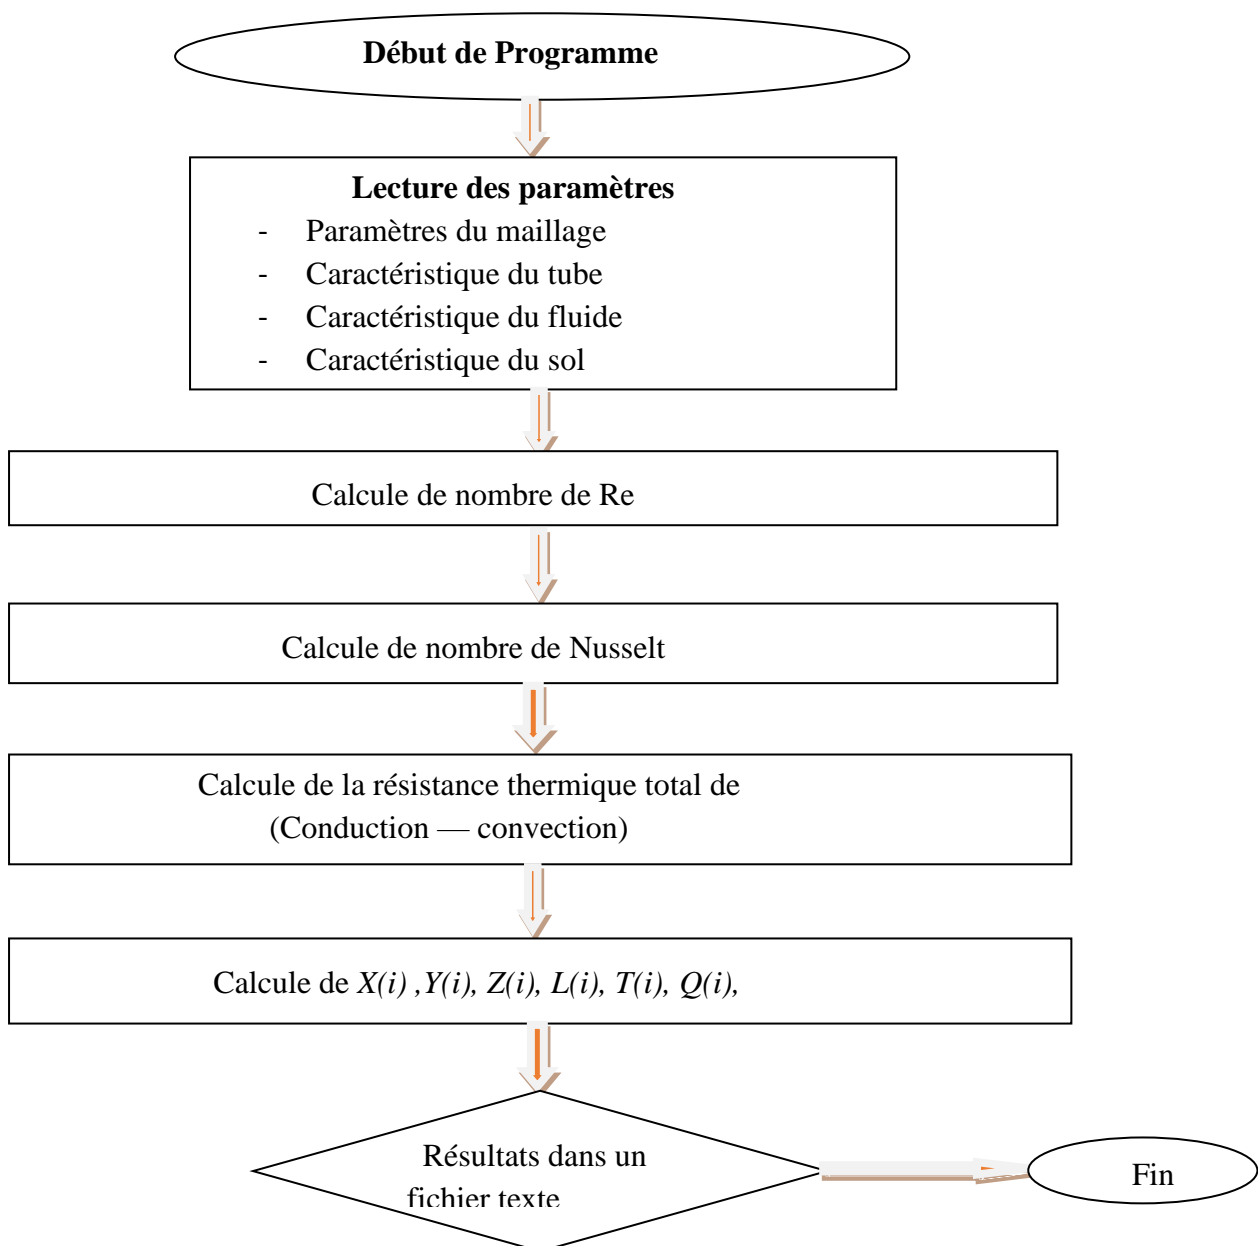 Début de Programme
Lecture des paramètres
- Paramètres du maillage
- Caractéristique du tube
- Caractéristique du fluide
- Caractéristique du sol
Calcule de nombre de Re
Calcule de nombre de Nusselt
Calcule de la résistance thermique total de
(Conduction — convection)
Calcule de X(i) ,Y(i), Z(i), L(i), T(i), Q(i),
Résultats dans un
fichier texte
Fin